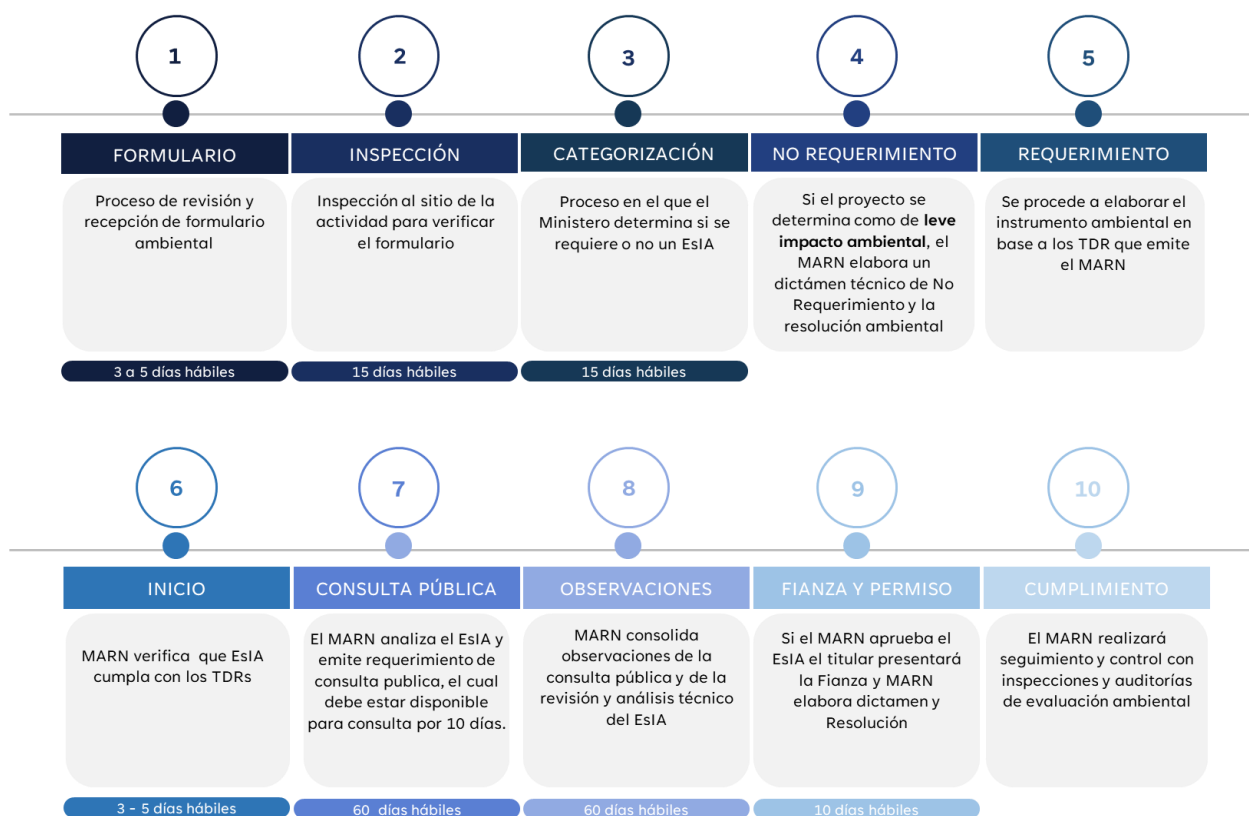 1
2
3
4
5
FORMULARIO
INSPECCIÓN
CATEGORIZACIÓN
NO REQUERIMIENTO
REQUERIMIENTO
Proceso de revisión y
recepción de formulario
ambiental
Inspección al sitio de la
actividad para verificar
el formulario
Proceso en el que el
Ministero determina si se
requiere o no un EsIA
Si el proyecto se
determina como de leve
impacto ambiental, el
MARN elabora un
dictámen técnico de No
Requerimiento y la
resolución ambiental
Se procede a elaborar el
instrumento ambiental en
base a los TDR que emite
el MARN
3 a 5 días hábiles
15 días hábiles
15 días hábiles
6
7
8
9
10
INICIO
CONSULTA PÚBLICA
OBSERVACIONES
FIANZA Y PERMISO
CUMPLIMIENTO
MARN verifica que EsIA
cumpla con los TDRs
El MARN analiza el EsIA y
emite requerimiento de
consulta publica, el cual
debe estar disponible
para consulta por 10 días.
MARN consolida
observaciones de la
consulta pública y de la
revisión y análisis técnico
del EsIA
Si el MARN aprueba el
EsIA el titular presentará
la Fianza y MARN
elabora dictamen y
Resolución
El MARN realizará
seguimiento y control con
inspecciones y auditorías
de evaluación ambiental
3 - 5 días hábiles
60 días hábiles
60 días hábiles
10 días hábiles